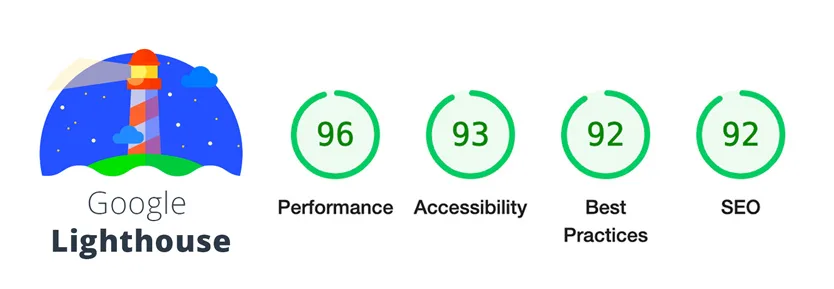 Google
Lighthouse
96
93
92
92
Performance
Accessibility
Best
Practices
SEO